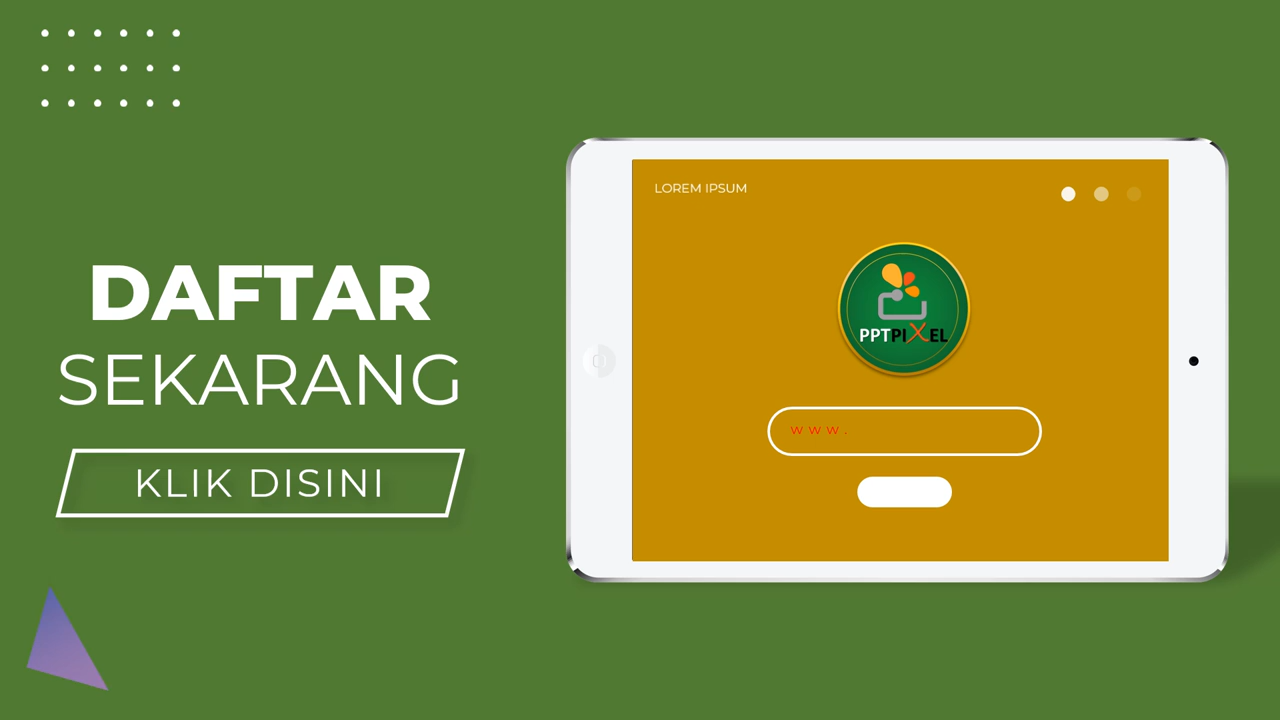 DAFTAR
SEKARANG
KLIK DISINI
LOREM IPSUM
PPTPIXEL
www.